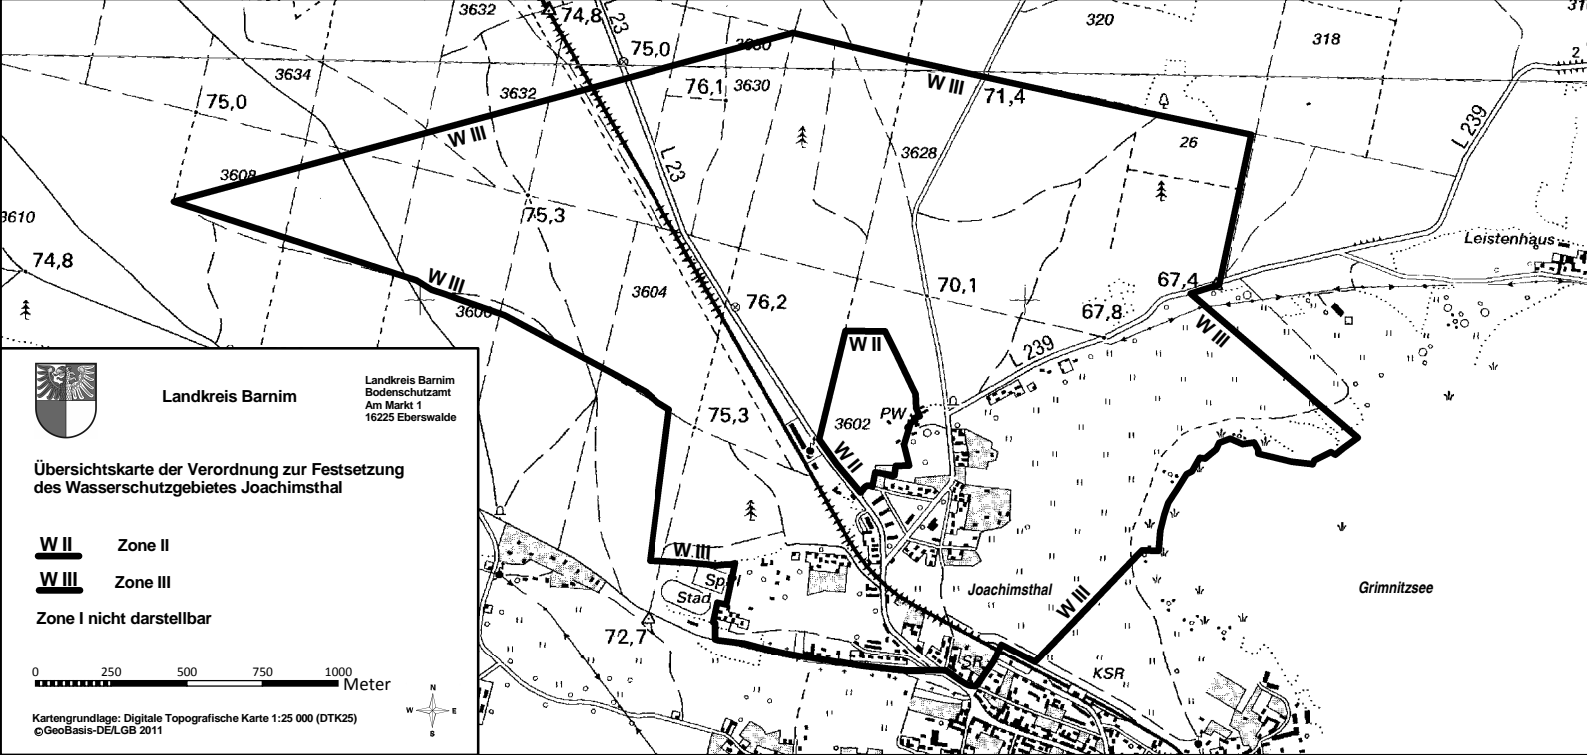 3632
74,8
L 23
320
318
75,0
3630
2
3634
76,1
3630
W III
71,4
75,0
3632
L 239
W III
L 23
3628
26
3608
3610
75,3
Leistenhaus
74,8
W III
3604
76,2
70,1
67,4
67,8
W III
W II
L 239
75,3
3602
PW
W II
W III
Stad
Joachimsthal
Grimnitzsee
W III
72,7
SR
KSR
Landkreis Barnim
Landkreis Barnim
Bodenschutzamt
Am Markt 1
16225 Eberswalde
Übersichtskarte der Verordnung zur Festsetzung
des Wasserschutzgebietes Joachimsthal
W II Zone II
W III Zone III
Zone I nicht darstellbar
0 250 500 750 1000
Meter
N
W E
S
Kartengrundlage: Digitale Topografische Karte 1:25 000 (DTK25)
©GeoBasis-DE/LGB 2011